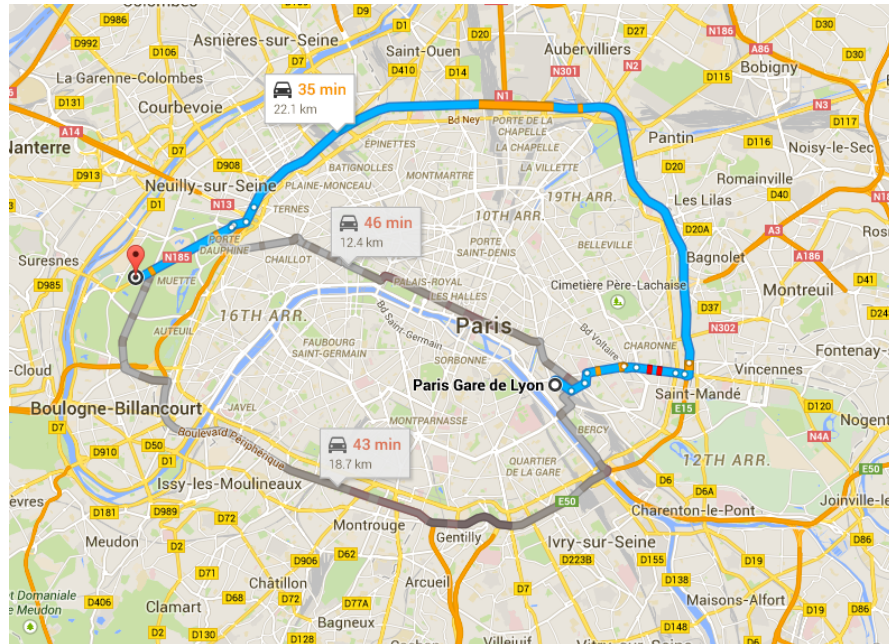 Colombes
D986
D992
D106
Asnières-sur-Seine
D9
D1
D7
Saint-Ouen
D20
Aubervilliers
D27
N186
A86
D30
La Garenne-Colombes
D410
D14
N301
N2
D115
Bobigny
D131
Courbevoie
35 min
22.1 km
N1
N3
D30
A14
N186
Nanterre
D7
Bd Ney
PORTE DE LA
CHAPELLE
LA CHAPELLE
Pantin
D116
D117
Noisy-le-Sec
D913
D908
ÉPINETTES
BATIGNOLLES
MONTMARTRE
LA VILLETTE
D20
Romainville
D40
Neuilly-sur-Seine
PLAINE-MONCEAU
19TH ARR.
Les Lilas
D1
N13
TERNES
46 min
12.4 km
10TH ARR.
D20A
A3
Suresnes
N185
PORTE
DAUPHINE
CHAILLOT
PORTE
SAINT-DENIS
BELLEVILLE
Bagnolet
A186
D985
MUETTE
PALAIS-ROYAL
LES HALLES
Cimetière Père-Lachaise
Montreuil
16TH ARR.
Bd Saint-Germain
Paris
D37
AUTEUIL
FAUBOURG
SAINT-GERMAIN
SORBONNE
Bd Voltaire
CHARONNE
N302
Fontenay-
-Cloud
Paris Gare de Lyon
Vincennes
Saint-Mandé
Boulogne-Billancourt
JAVEL
MONTPARNASSE
E15
D120
D7
Boulevard Périphérique
43 min
18.7 km
BERCY
Nogent
N4A
D50
D910
D1
QUARTIER
DE LA GARE
12TH ARR.
E50
Issy-les-Moulineaux
E50
D6
D6A
Joinville-le-
D181
D989
D72
Montrouge
Charenton-le-Pont
D86
Meudon
D2
D62
Gentilly
Ivry-sur-Seine
D223B
D155
D19
D71
Châtillon
Arcueil
D7
D138
Domaniale
de Meudon
D406
Clamart
D68
D77A
Maisons-Alfort
D19
D86
D2
D130
D72
Bagneux
Villejuif
D148